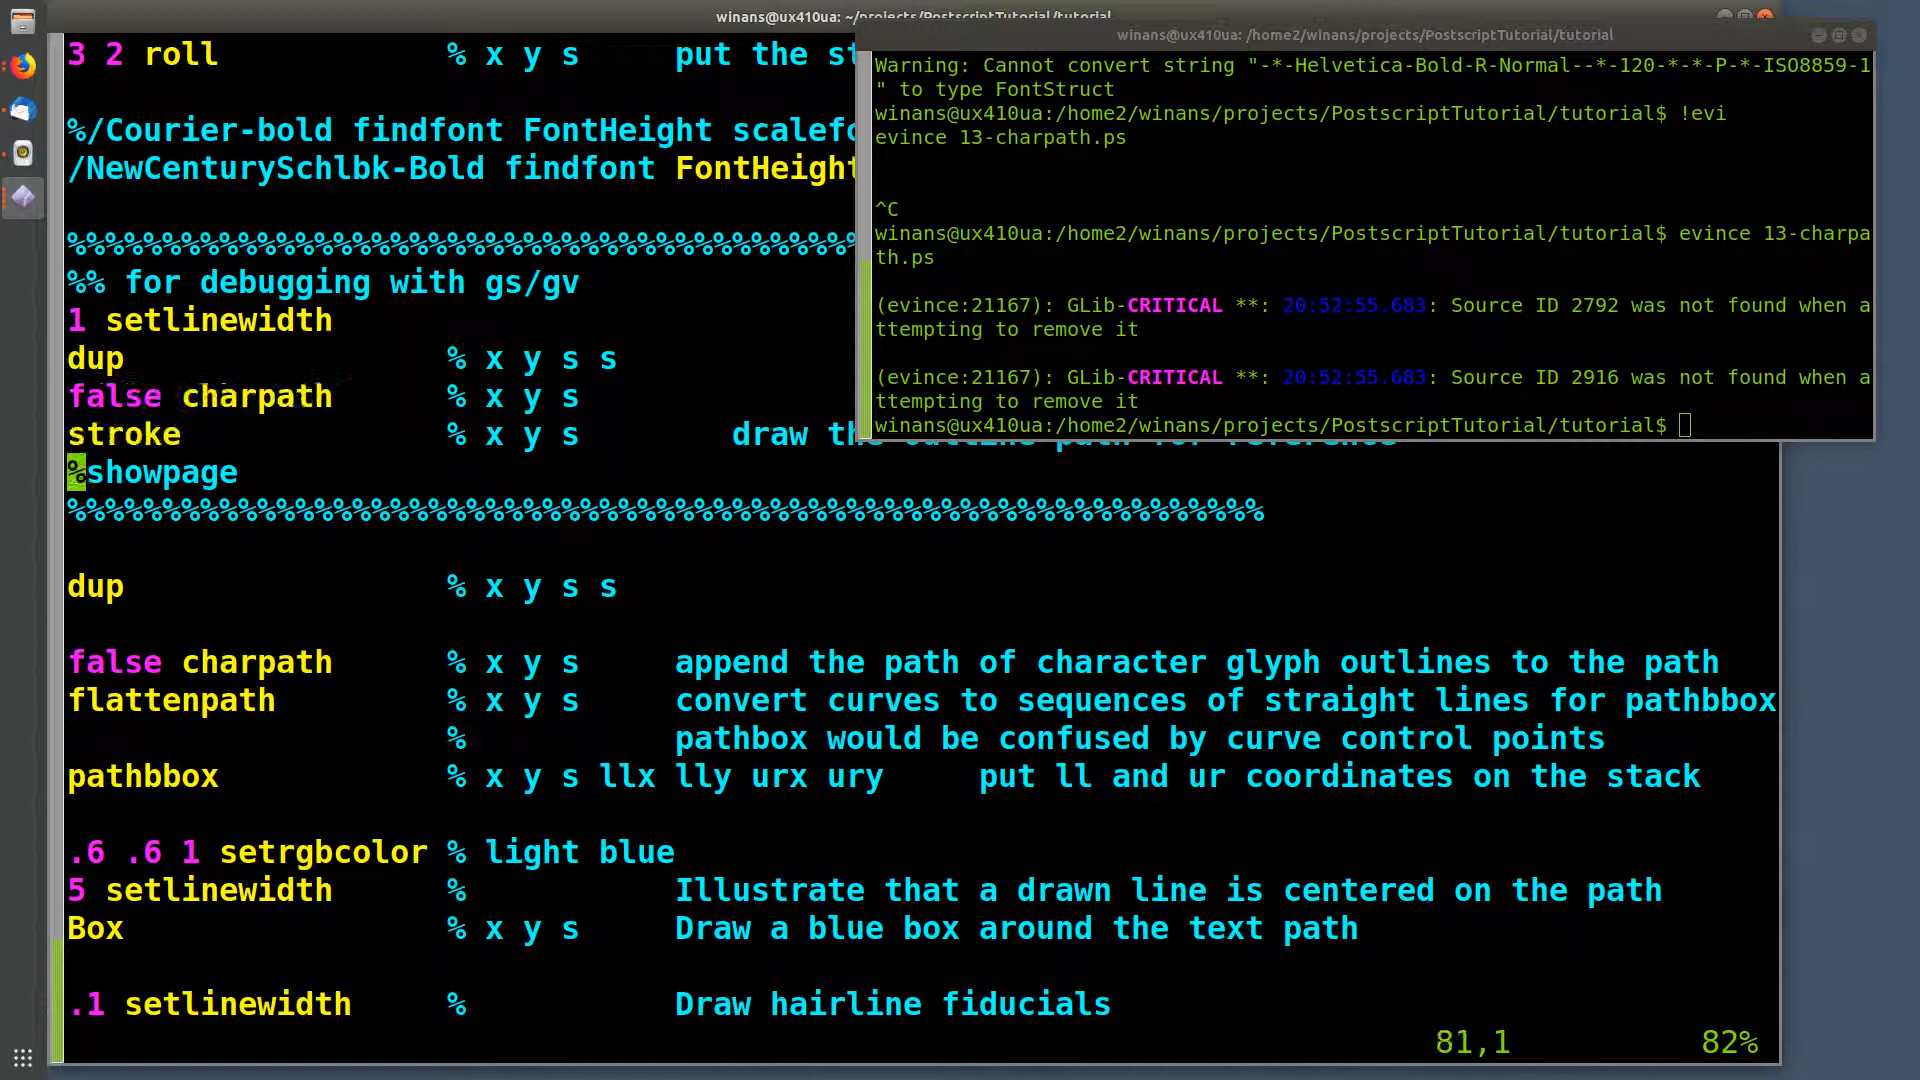 winans@ux410ua: ~/projects/PostscriptTutorial/tutorial
3 2 roll % x y s put the st
%/Courier-bold findfont FontHeight scalefo
/NewCenturySchlbk-Bold findfont FontHeight
%%%%%%%%%%%%%%%%%%%%%%%%%%%%%%%%%%%%%%%%%%
%% for debugging with gs/gv
1 setlinewidth
dup % x y s s
false charpath % x y s
stroke % x y s draw the outline path for reference
%showpage
%%%%%%%%%%%%%%%%%%%%%%%%%%%%%%%%%%%%%%%%%%%%%%%%%%%%%%%%%%%%%%%
dup % x y s s
false charpath % x y s append the path of character glyph outlines to the path
flattenpath % x y s convert curves to sequences of straight lines for pathbbox
% pathbox would be confused by curve control points
pathbbox % x y s llx lly urx ury put ll and ur coordinates on the stack
.6 .6 1 setrgbcolor % light blue
5 setlinewidth % Illustrate that a drawn line is centered on the path
Box % x y s Draw a blue box around the text path
.1 setlinewidth % Draw hairline fiducials
81,1 82%
winans@ux410ua: /home2/winans/projects/PostscriptTutorial/tutorial
Warning: Cannot convert string "-*-Helvetica-Bold-R-Normal--*-120-*-*-P-*-ISO8859-1
" to type FontStruct
winans@ux410ua:/home2/winans/projects/PostscriptTutorial/tutorial$ !evi
evince 13-charpath.ps
^C
winans@ux410ua:/home2/winans/projects/PostscriptTutorial/tutorial$ evince 13-charpa
th.ps
(evince:21167): GLib-CRITICAL **: 20:52:55.683: Source ID 2792 was not found when a
ttempting to remove it
(evince:21167): GLib-CRITICAL **: 20:52:55.683: Source ID 2916 was not found when a
ttempting to remove it
winans@ux410ua:/home2/winans/projects/PostscriptTutorial/tutorial$